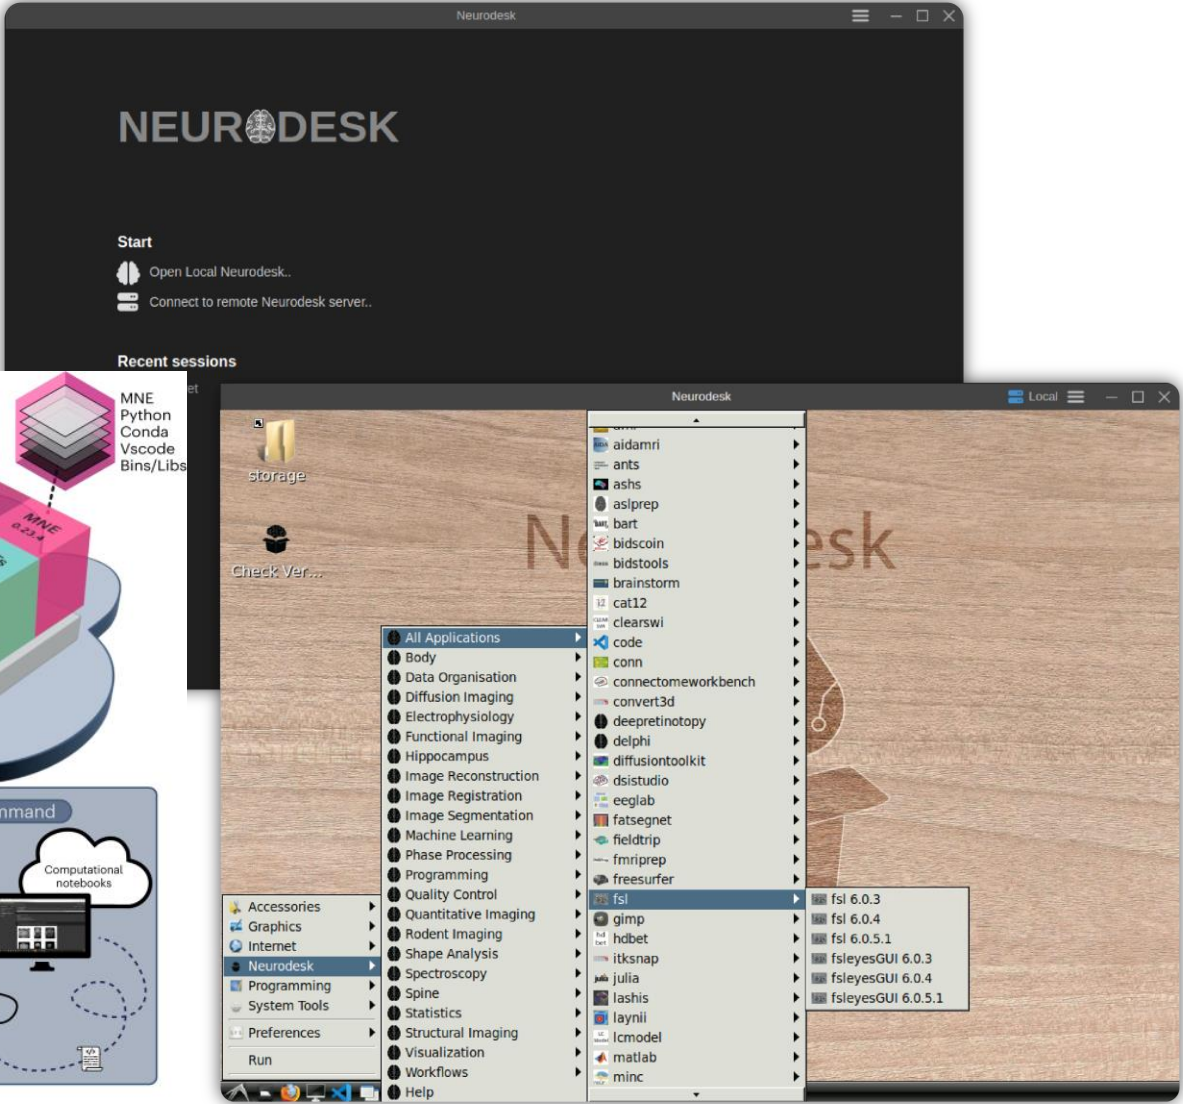 Neurodesk
NEURODESK
Start
Open Local Neurodesk..
Connect to remote Neurodesk server..
Recent sessions
et
MNE
Python
Conda
Vscode
Bins/Libs
MNE
0.23.4
mmand
Computational
notebooks
Neurodesk
Local
storage
Check Ver...
Ne
esk
Accessories
Graphics
Internet
Neurodesk
Programming
System Tools
Preferences
Run
All Applications
Body
Data Organisation
Diffusion Imaging
Electrophysiology
Functional Imaging
Hippocampus
Image Reconstruction
Image Registration
Image Segmentation
Machine Learning
Phase Processing
Programming
Quality Control
Quantitative Imaging
Rodent Imaging
Shape Analysis
Spectroscopy
Spine
Statistics
Structural Imaging
Visualization
Workflows
Help
aidamri
ants
ashs
aslprep
bart
bidscoin
bidstools
brainstorm
cat12
clearswi
code
conn
connectomeworkbench
convert3d
deepretinotopy
delphi
diffusiontoolkit
dsistudio
eeglab
fatsegnet
fieldtrip
fmriprep
freesurfer
fsl
gimp
hdbet
itksnap
julia
lashis
laynii
lcmodel
matlab
minc
fsl 6.0.3
fsl 6.0.4
fsl 6.0.5.1
fsleyesGUI 6.0.3
fsleyesGUI 6.0.4
fsleyesGUI 6.0.5.1